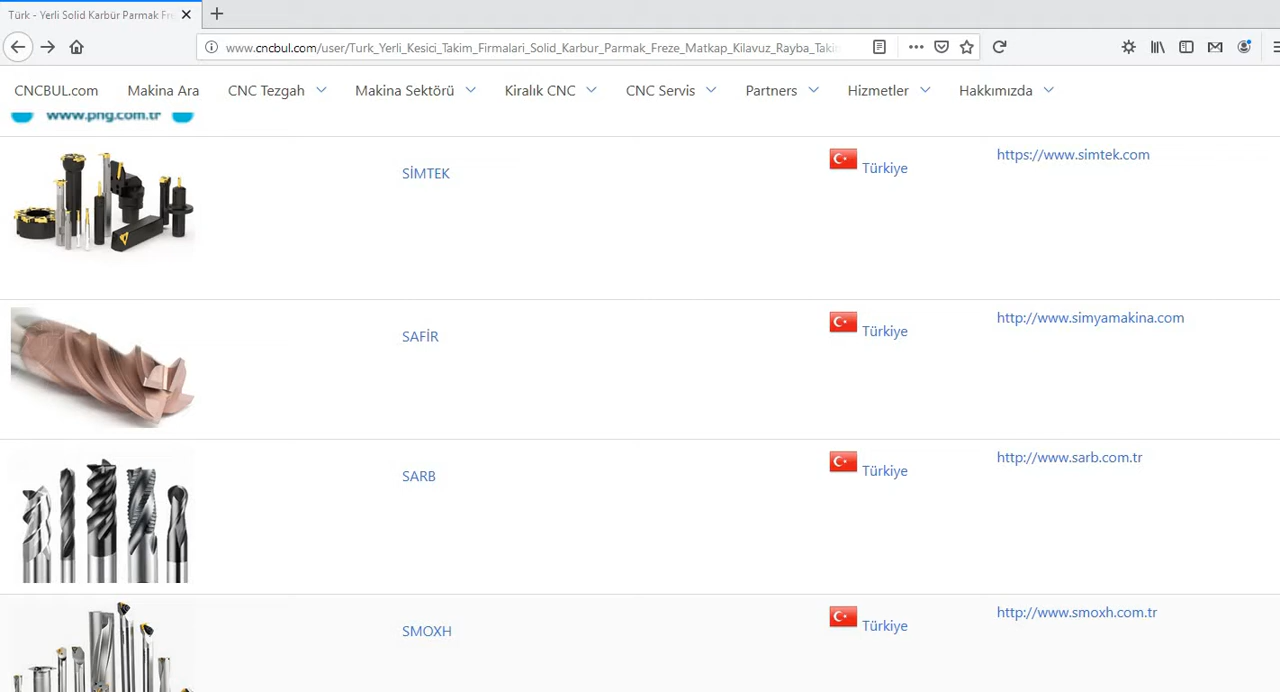 Türk - Yerli Solid Karbür Parmak Fre
www.cncbul.com/user/Turk_Yerli_Kesici_Takim_Firmalari_Solid_Karbur_Parmak_Freze_Matkap_Kilavuz_Rayba_Takim
CNCBUL.com Makina Ara CNC Tezgah Makina Sektörü Kiralık CNC CNC Servis Partners Hizmetler Hakkımızda
www.png.com.tr
SİMTEK Türkiye https://www.simtek.com
SAFİR Türkiye http://www.simyamakina.com
SARB Türkiye http://www.sarb.com.tr
SMOXH Türkiye http://www.smoxh.com.tr